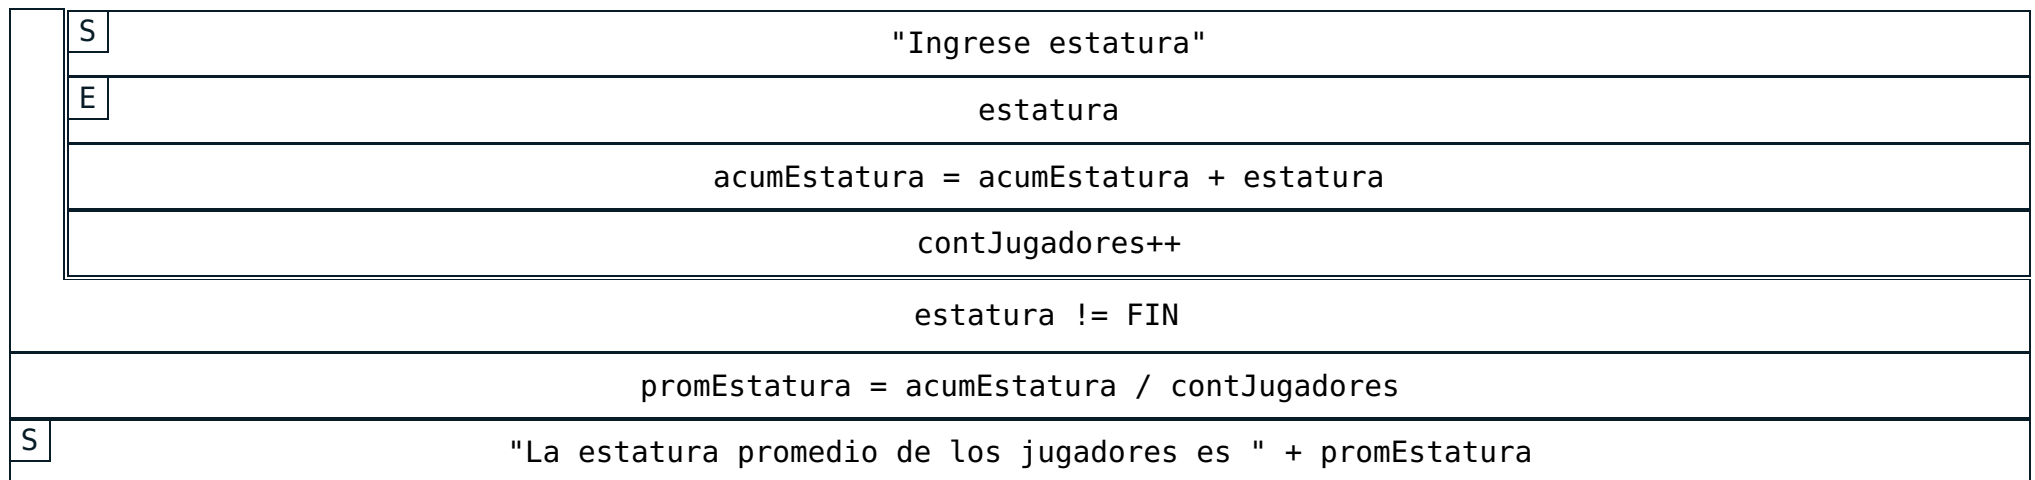 S
"Ingrese estatura"
E
estatura
acumEstatura = acumEstatura + estatura
contJugadores++
estatura != FIN
promEstatura = acumEstatura / contJugadores
S
"La estatura promedio de los jugadores es " + promEstatura